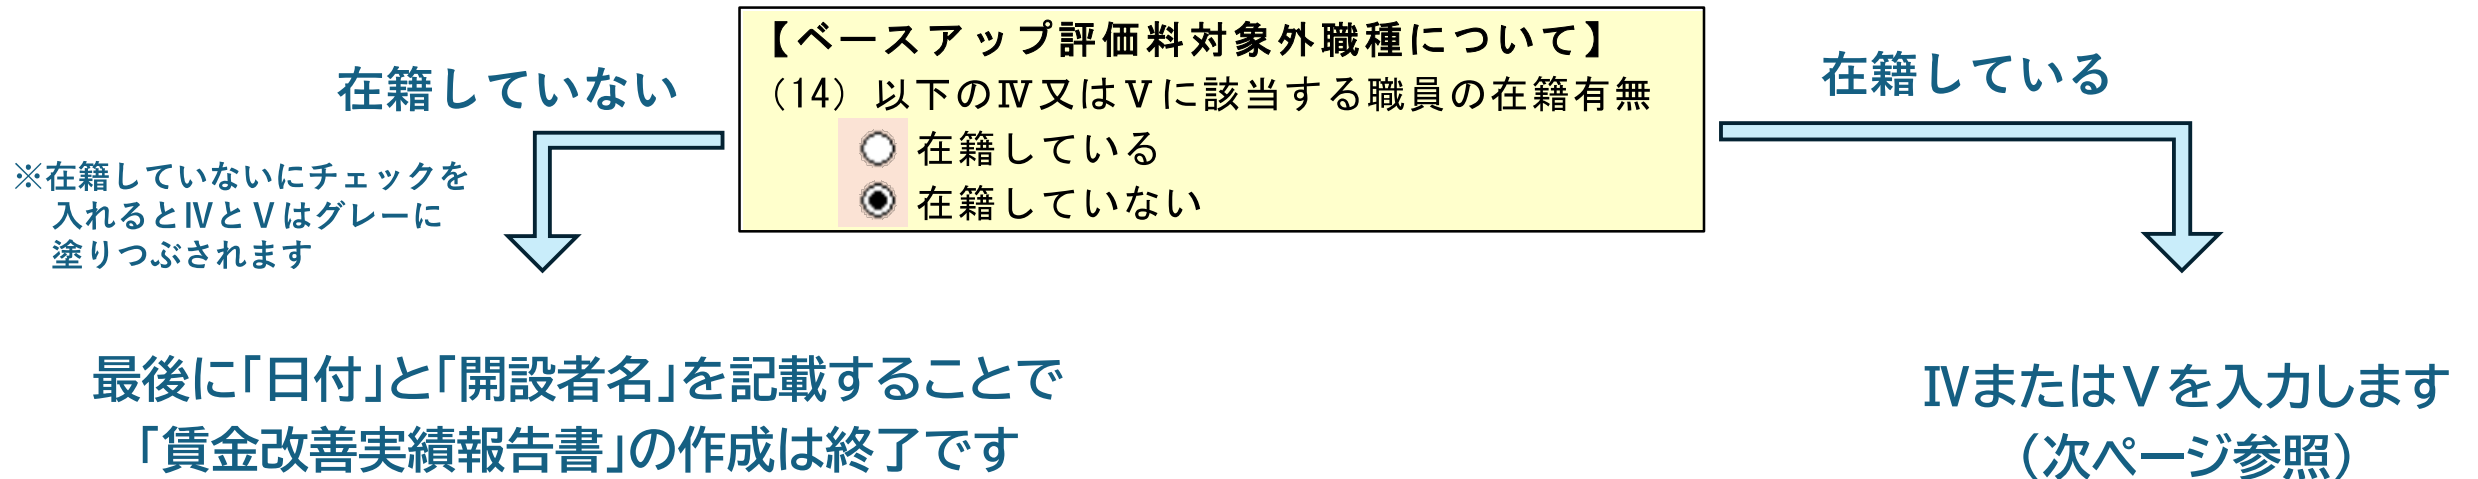 【ベースアップ評価料対象外職種について】
（14）以下のⅣ又はⅤに該当する職員の在籍有無
在籍している
在籍していない
在籍していない
※在籍していないにチェックを
入れるとⅣとⅤはグレーに
塗りつぶされます
在籍している
最後に「日付」と「開設者名」を記載することで
「賃金改善実績報告書」の作成は終了です
ⅣまたはⅤを入力します
（次ページ参照）